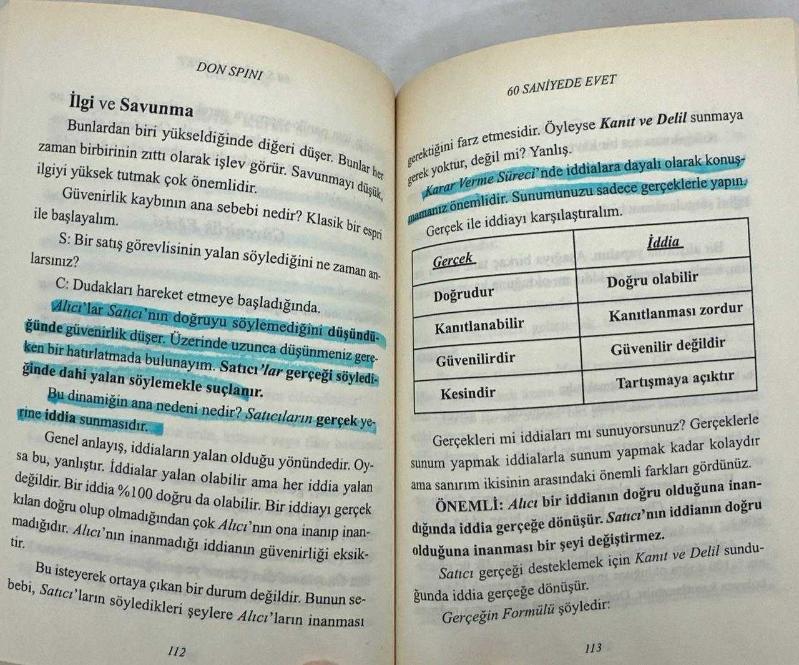 DON SPINI
İlgi ve Savunma
Bunlardan biri yükseldiğinde diğeri düşer. Bunlar her
zaman birbirinin zıttı olarak işlev görür. Savunmayı düşük,
ilgiyi yüksek tutmak çok önemlidir.
Güvenirlik kaybının ana sebebi nedir? Klasik bir espri
ile başlayalım.
S: Bir satış görevlisinin yalan söylediğini ne zaman an-
larsınız?
C: Dudakları hareket etmeye başladığında.
Alıcı'lar Satıcı'nın doğruyu söylemediğini düşündü-
ğünde güvenirlik düşer. Üzerinde uzunca düşünmeniz gere-
ken bir hatırlatmada bulunayım. Satıcı'lar gerçeği söyledi-
ğinde dahi yalan söylemekle suçlanır.
Bu dinamiğin ana nedeni nedir? Satıcıların gerçek ye-
rine iddia sunmasıdır.
Genel anlayış, iddiaların yalan olduğu yönündedir. Oy-
sa bu, yanlıştır. İddialar yalan olabilir ama her iddia yalan
değildir. Bir iddia %100 doğru da olabilir. Bir iddiayı gerçek
kılan doğru olup olmadığından çok Alıcı'nın ona inanıp inan-
madığıdır. Alıcı'nın inanmadığı iddianın güvenirliği eksik-
tir.
Bu isteyerek ortaya çıkan bir durum değildir. Bunun se-
bebi, Satıcı'ların söyledikleri şeylere Alıcı'ların inanması
112
60 SANİYEDE EVET
gerektiğini farz etmesidir. Öyleyse Kanıt ve Delil sunmaya
gerek yoktur, değil mi? Yanlış.
Karar Verme Süreci'nde iddialara dayalı olarak konuş-
mamanız önemlidir. Sunumunuzu sadece gerçeklerle yapın.
Gerçek ile iddiayı karşılaştıralım.
Gerçek İddia
Doğrudur Doğru olabilir
Kanıtlanabilir Kanıtlanması zordur
Güvenilirdir Güvenilir değildir
Kesindir Tartışmaya açıktır
Gerçekleri mi iddiaları mı sunuyorsunuz? Gerçeklerle
sunum yapmak iddialarla sunum yapmak kadar kolaydır
ama sanırım ikisinin arasındaki önemli farkları gördünüz.
ÖNEMLİ: Alıcı bir iddianın doğru olduğuna inan-
dığında iddia gerçeğe dönüşür. Satıcı'nın iddianın doğru
olduğuna inanması bir şeyi değiştirmez.
Satıcı gerçeği desteklemek için Kanıt ve Delil sundu-
ğunda iddia gerçeğe dönüşür.
Gerçeğin Formülü şöyledir:
113